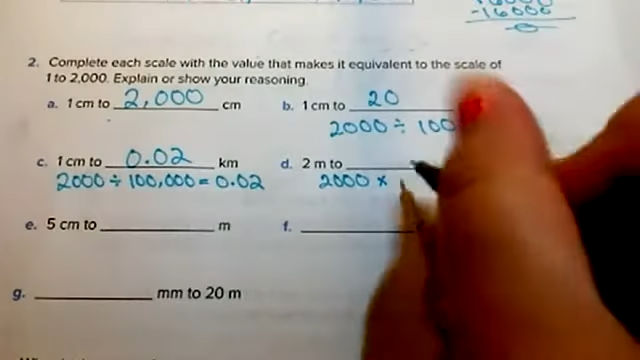 -16000
0
2. Complete each scale with the value that makes it equivalent to the scale of
1 to 2,000. Explain or show your reasoning.
a. 1 cm to 2,000 cm
b. 1 cm to 20
2000 ÷ 100
c. 1 cm to 0.02 km
2000 ÷ 100,000 = 0.02
d. 2 m to
2000 ×
e. 5 cm to ____ m
f. ____
g. ____ mm to 20 m